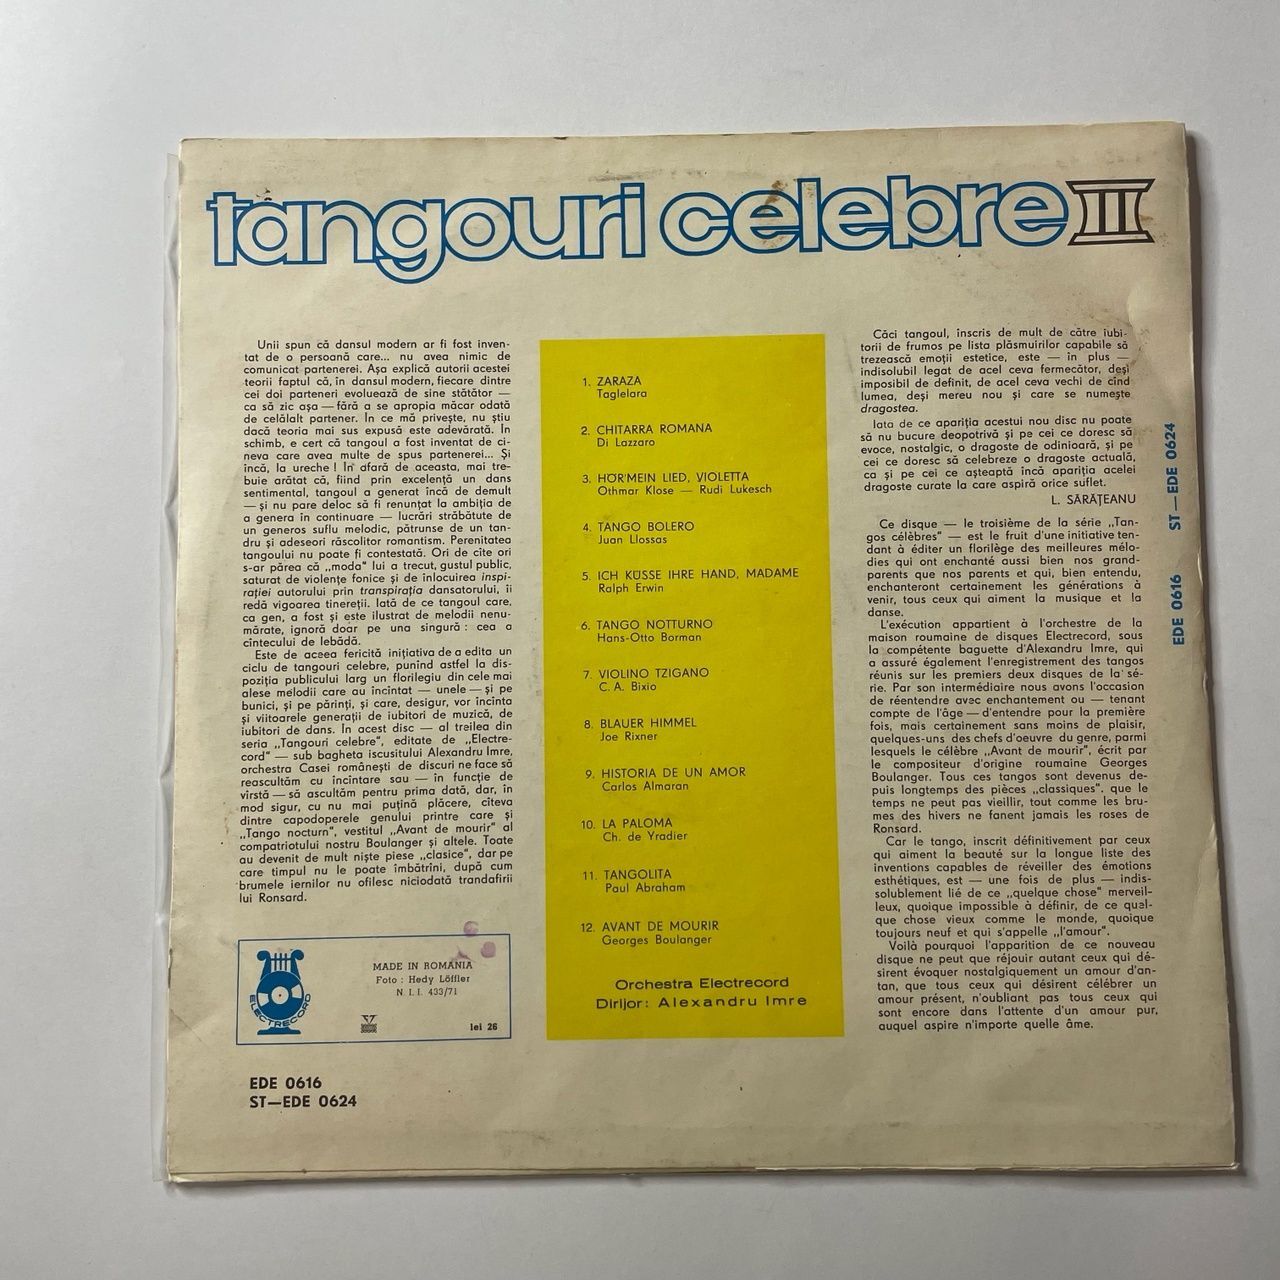 tangouri celebre III
Unii spun că dansul modern ar fi fost inven-
tat de o persoană care... nu avea nimic de
comunicat partenerei. Așa explică autorii acestei
teorii faptul că, în dansul modern, fiecare dintre
cei doi parteneri evoluează de sine stătător —
ca să zic așa — fără a se apropia măcar odată
de celălalt partener. În ce mă privește, nu știu
dacă teoria mai sus expusă este adevărată. În
schimb, e cert că tangoul a fost inventat de ci-
neva care avea multe de spus partenerei... Și
încă, la ureche ! În afară de aceasta, mai tre-
buie arătat că, fiind prin excelență un dans
sentimental, tangoul a generat încă de demult
— și nu pare deloc să fi renunțat la ambiția de
a genera în continuare — lucrări străbătute de
un generos suflu melodic, pătrunse de un tan-
dru și adeseori răscolitor romantism. Perenitatea
tangoului nu poate fi contestată. Ori de cîte ori
s-ar părea că „moda" lui a trecut, gustul public,
saturat de violențe fonice și de înlocuirea inspi-
rației autorului prin transpirația dansatorului, îi
redă vigoarea tinereții. Iată de ce tangoul care,
ca gen, a fost și este ilustrat de melodii nenu-
mărate, ignoră doar pe una singură : cea a
cîntecului de lebădă.
Este de aceea fericită inițiativa de a edita un
ciclu de tangouri celebre, punînd astfel la dis-
poziția publicului larg un florilegiu din cele mai
alese melodii care au încîntat — unele — și pe
bunici, și pe părinți, și care, desigur, vor încînta
și viitoarele generații de iubitori de muzică, de
iubitori de dans. În acest disc — al treilea din
seria „Tangouri celebre", editate de „Electre-
cord" — sub bagheta iscusitului Alexandru Imre,
orchestra Casei românești de discuri ne face să
reascultăm cu încîntare sau — în funcție de
vîrstă — să ascultăm pentru prima dată, dar, în
mod sigur, cu nu mai puțină plăcere, cîteva
dintre capodoperele genului printre care și
„Tango nocturn", vestitul „Avant de mourir" al
compatriotului nostru Boulanger și altele. Toate
au devenit de mult niște piese „clasice", dar pe
care timpul nu le poate îmbătrîni, după cum
brumele iernilor nu ofilesc niciodată trandafirii
lui Ronsard.
ELECTRECORD
MADE IN ROMANIA
Foto : Hedy Löffler
N. I. I. 433/71
lei 26
EDE 0616
ST—EDE 0624
1. ZARAZA
Taglelara
2. CHITARRA ROMANA
Di Lazzaro
3. HÖR'MEIN LIED, VIOLETTA
Othmar Klose — Rudi Lukesch
4. TANGO BOLERO
Juan Llossas
5. ICH KÜSSE IHRE HAND, MADAME
Ralph Erwin
6. TANGO NOTTURNO
Hans-Otto Borman
7. VIOLINO TZIGANO
C. A. Bixio
8. BLAUER HIMMEL
Joe Rixner
9. HISTORIA DE UN AMOR
Carlos Almaran
10. LA PALOMA
Ch. de Yradier
11. TANGOLITA
Paul Abraham
12. AVANT DE MOURIR
Georges Boulanger
Orchestra Electrecord
Dirijor: Alexandru Imre
Căci tangoul, înscris de mult de către iubi-
torii de frumos pe lista plăsmuirilor capabile să
trezească emoții estetice, este — în plus —
indisolubil legat de acel ceva fermecător, deși
imposibil de definit, de acel ceva vechi de cînd
lumea, deși mereu nou și care se numește
dragostea.
Iată de ce apariția acestui nou disc nu poate
să nu bucure deopotrivă și pe cei ce doresc să
evoce, nostalgic, o dragoste de odinioară, și pe
cei ce doresc să celebreze o dragoste actuală,
ca și pe cei ce așteaptă încă apariția acelei
dragoste curate la care aspiră orice suflet.
L. SĂRĂȚEANU
Ce disque — le troisième de la série „Tan-
gos célèbres" — est le fruit d'une initiative ten-
dant à éditer un florilège des meilleures mélo-
dies qui ont enchanté aussi bien nos grand-
parents que nos parents et qui, bien entendu,
enchanteront certainement les générations à
venir, tous ceux qui aiment la musique et la
danse.
L'exécution appartient à l'orchestre de la
maison roumaine de disques Electrecord, sous
la compétente baguette d'Alexandru Imre, qui
a assuré également l'enregistrement des tangos
réunis sur les premiers deux disques de la sé-
rie. Par son intermédiaire nous avons l'occasion
de réentendre avec enchantement ou — tenant
compte de l'âge — d'entendre pour la première
fois, mais certainement sans moins de plaisir,
quelques-uns des chefs d'oeuvre du genre, parmi
lesquels le célèbre „Avant de mourir", écrit par
le compositeur d'origine roumaine Georges
Boulanger. Tous ces tangos sont devenus de-
puis longtemps des pièces „classiques", que le
temps ne peut pas vieillir, tout comme les bru-
mes des hivers ne fanent jamais les roses de
Ronsard.
Car le tango, inscrit définitivement par ceux
qui aiment la beauté sur la longue liste des
inventions capables de réveiller des émotions
esthétiques, est — une fois de plus — indis-
solublement lié de ce „quelque chose" merveil-
leux, quoique impossible à définir, de ce quel-
que chose vieux comme le monde, quoique
toujours neuf et qui s'appelle „l'amour".
Voilà pourquoi l'apparition de ce nouveau
disque ne peut que réjouir autant ceux qui dé-
sirent évoquer nostalgiquement un amour d'an-
tan, que tous ceux qui désirent célébrer un
amour présent, n'oubliant pas tous ceux qui
sont encore dans l'attente d'un amour pur,
auquel aspire n'importe quelle âme.
EDE 0616 ST—EDE 0624